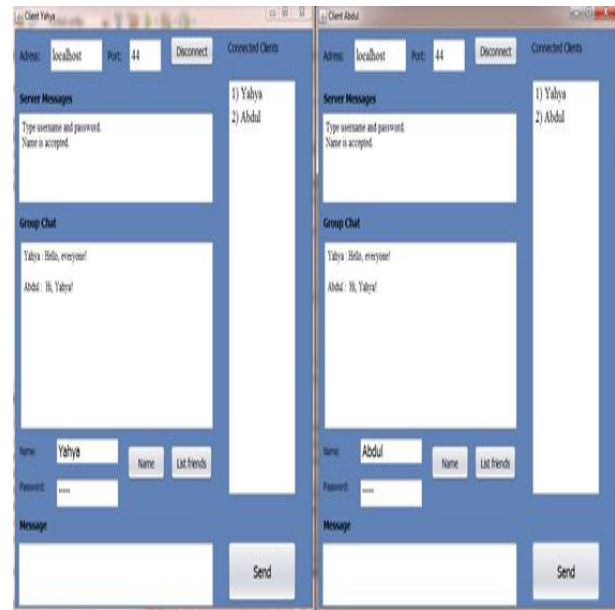 Client Yahya
Adress: localhost Port: 44 Disconnect Connected Clients
Server Messages
Type username and password.
Name is accepted.
1) Yahya
2) Abdul
Group Chat
Yahya : Hello, everyone!
Abdul : Hi, Yahya!
Name: Yahya
Name List friends
Password: *****
Message
Send
Client Abdul
Adress: localhost Port: 44 Disconnect Connected Clients
Server Messages
Type username and password.
Name is accepted.
1) Yahya
2) Abdul
Group Chat
Yahya : Hello, everyone!
Abdul : Hi, Yahya!
Name: Abdul
Name List friends
Password: *****
Message
Send